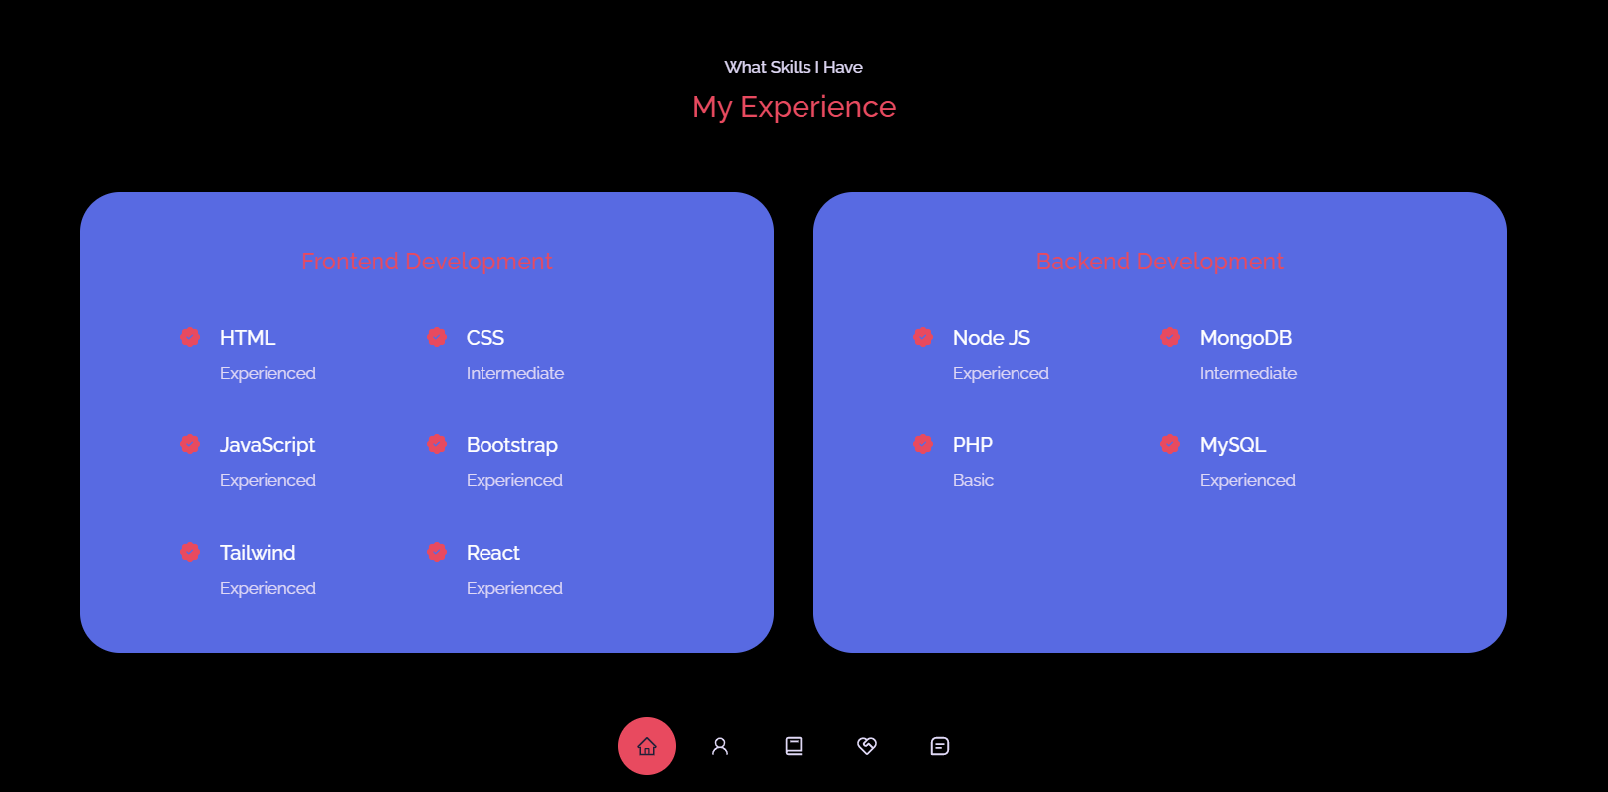 What Skills I Have
My Experience
Frontend Development
HTML
Experienced
CSS
Intermediate
JavaScript
Experienced
Bootstrap
Experienced
Tailwind
Experienced
React
Experienced
Backend Development
Node JS
Experienced
MongoDB
Intermediate
PHP
Basic
MySQL
Experienced